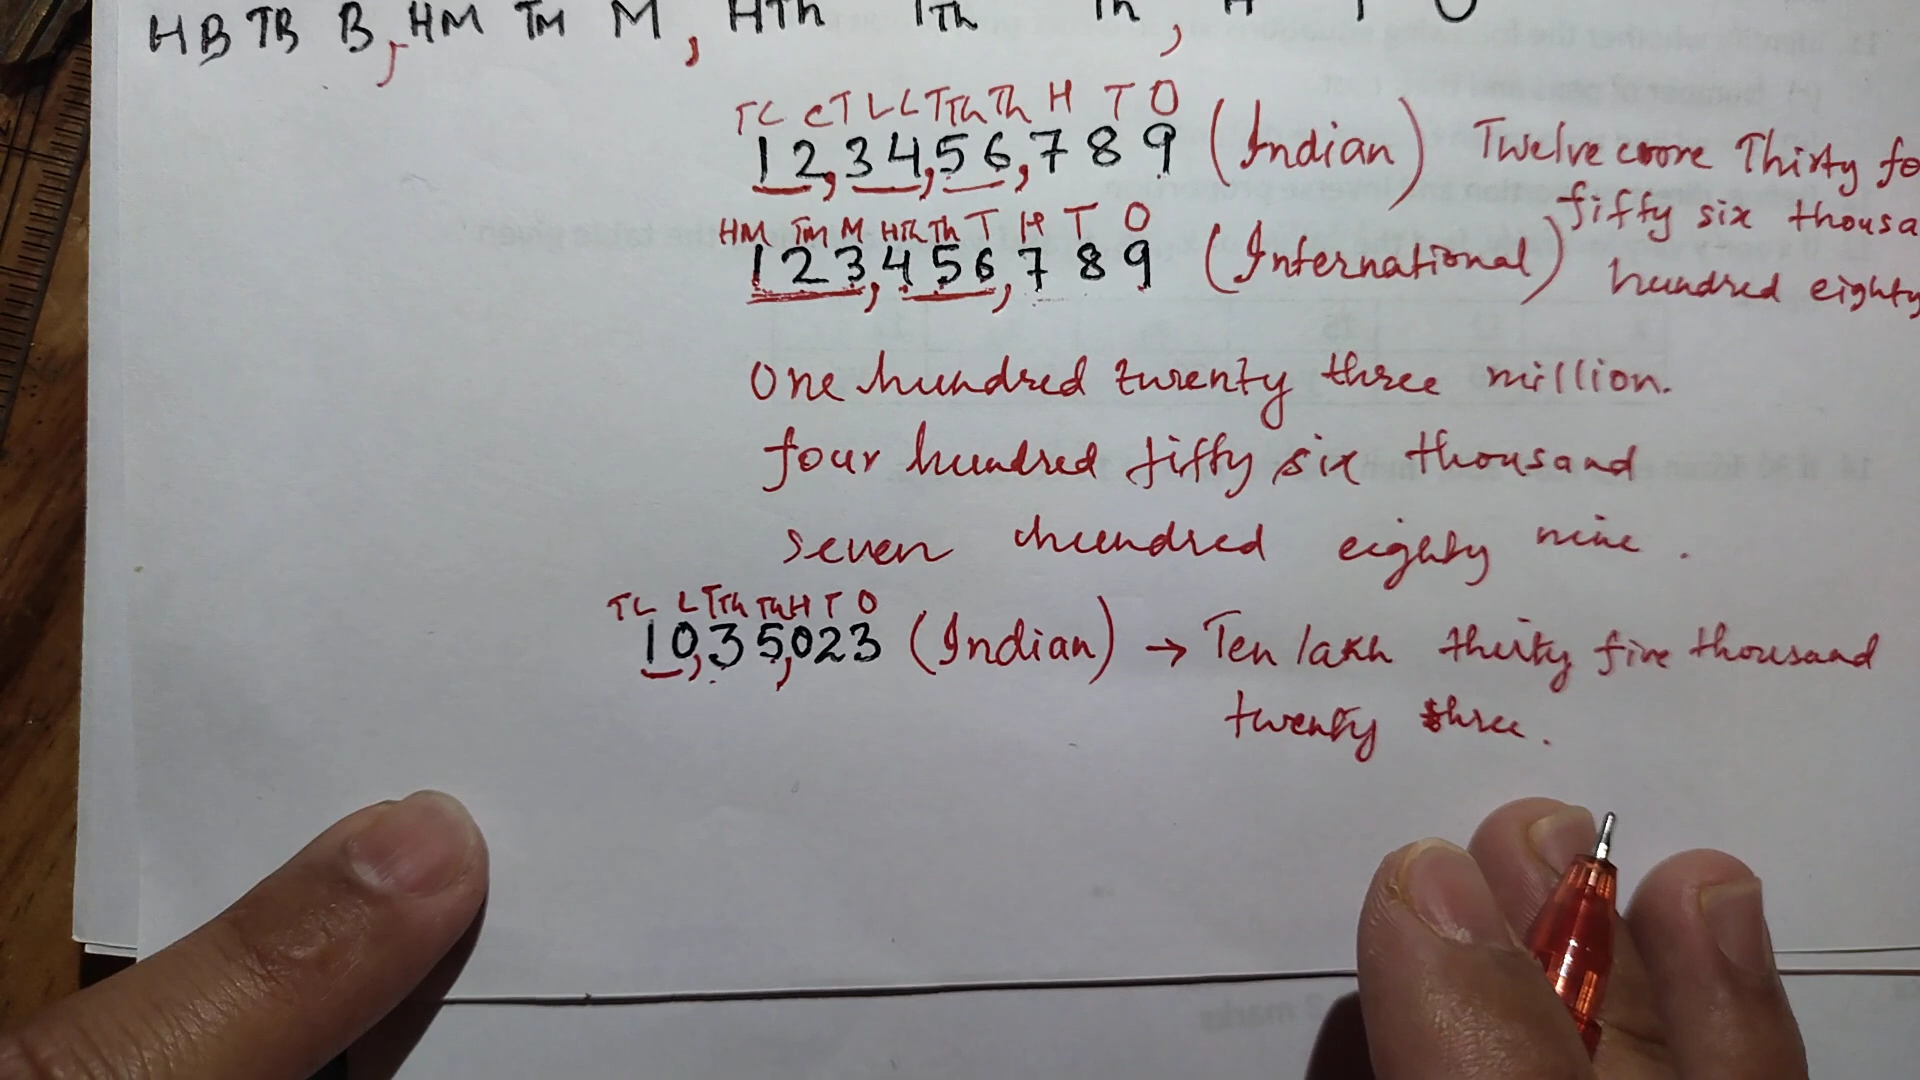 HB TB B, HM TM M, HTh TTh Th, H T O
TC C TL L TTh Th H T O
12,34,56,789 (Indian) Twelve crore Thirty fo
fifty six thousa
HM TM M HTh Th T H T O
123,456,789 (International) hundred eighty
One hundred twenty three million.
four hundred fifty six thousand
seven hundred eighty nine.
TL L TTh Th H T O
10,35,023 (Indian) → Ten lakh thirty five thousand
twenty three.